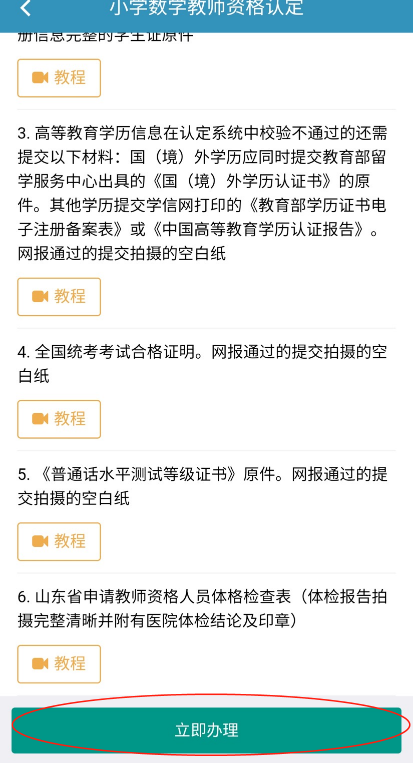 小学数学教师资格认定
册信息完整的学生证原件
教程
3. 高等教育学历信息在认定系统中校验不通过的还需
提交以下材料：国（境）外学历应同时提交教育部留
学服务中心出具的《国（境）外学历认证书》的原
件。其他学历提交学信网打印的《教育部学历证书电
子注册备案表》或《中国高等教育学历认证报告》。
网报通过的提交拍摄的空白纸
教程
4. 全国统考考试合格证明。网报通过的提交拍摄的空
白纸
教程
5. 《普通话水平测试等级证书》原件。网报通过的提
交拍摄的空白纸
教程
6. 山东省申请教师资格人员体格检查表（体检报告拍
摄完整清晰并附有医院体检结论及印章）
教程
立即办理